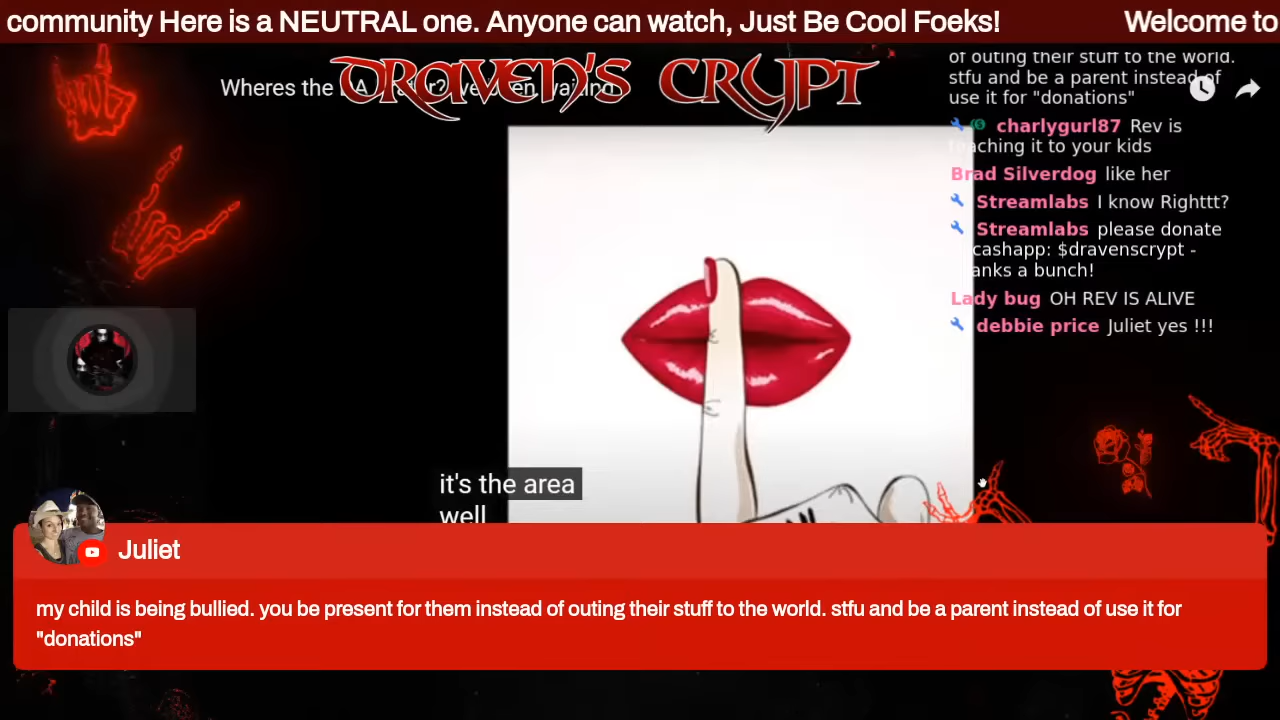 community Here is a NEUTRAL one. Anyone can watch, Just Be Cool Foeks!
Welcome to
DRAVEN'S CRYPT
Wheres the
of outing their stuff to the world.
stfu and be a parent instead of
use it for "donations"
charlygurl87 Rev is
teaching it to your kids
Brad Silverdog like her
Streamlabs I know Righttt?
Streamlabs please donate
cashapp: $dravenscrypt -
thanks a bunch!
Lady bug OH REV IS ALIVE
debbie price Juliet yes !!!
it's the area
well
Juliet
my child is being bullied. you be present for them instead of outing their stuff to the world. stfu and be a parent instead of use it for
"donations"